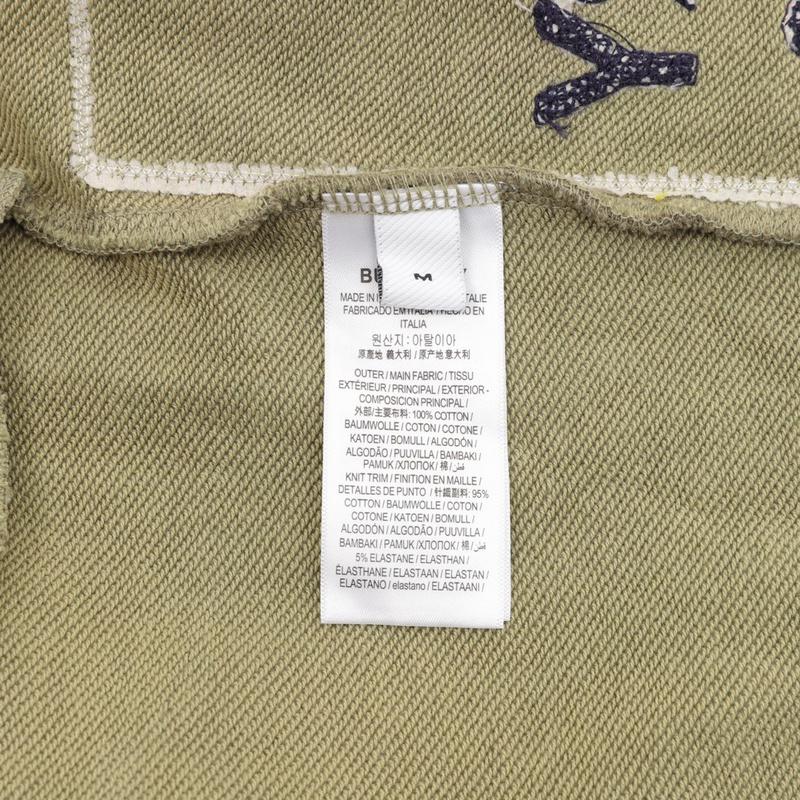 M
MADE IN
FABRICADO EM ITALIA / HECHO EN
ITALIA
원산지 : 이탈이아
原產地 義大利 / 原产地 意大利
OUTER / MAIN FABRIC / TISSU
EXTÉRIEUR / PRINCIPAL / EXTERIOR -
COMPOSICION PRINCIPAL /
外部/主要布料: 100% COTTON /
BAUMWOLLE / COTON / COTONE /
KATOEN / BOMULL / ALGODÓN /
ALGODÃO / PUUVILLA / BAMBAKI /
PAMUK / ХЛОПОК / 棉 / قطن
KNIT TRIM / FINITION EN MAILLE /
DETALLES DE PUNTO / 針織副料: 95%
COTTON / BAUMWOLLE / COTON /
COTONE / KATOEN / BOMULL /
ALGODÓN / ALGODÃO / PUUVILLA /
BAMBAKI / PAMUK / ХЛОПОК / 棉 / قطن
5% ELASTANE / ELASTHAN /
ÉLASTHANE / ELASTAAN / ELASTAN /
ELASTANO / elastano / ELASTAANI /